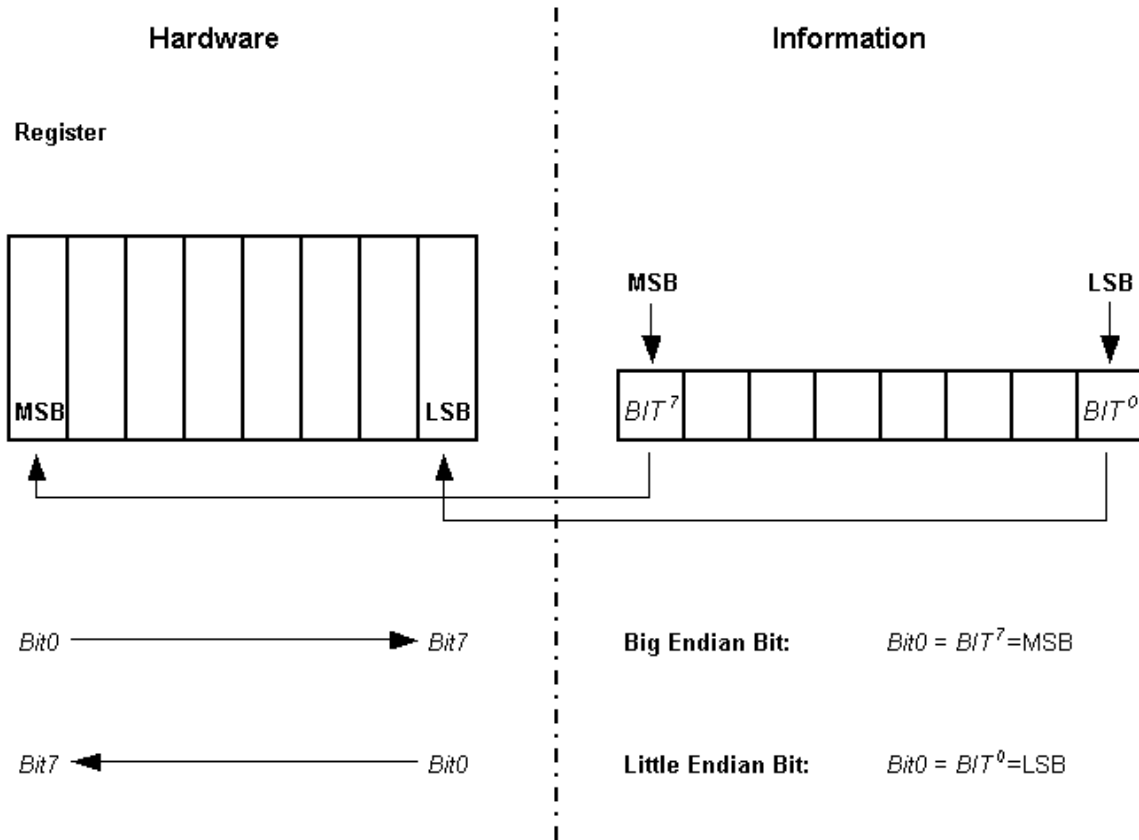 Hardware
Information
Register
MSB
LSB
MSB
LSB
BIT⁷
BIT⁰
Bit0
Bit7
Big Endian Bit:
Bit0 = BIT⁷=MSB
Bit7
Bit0
Little Endian Bit:
Bit0 = BIT⁰=LSB